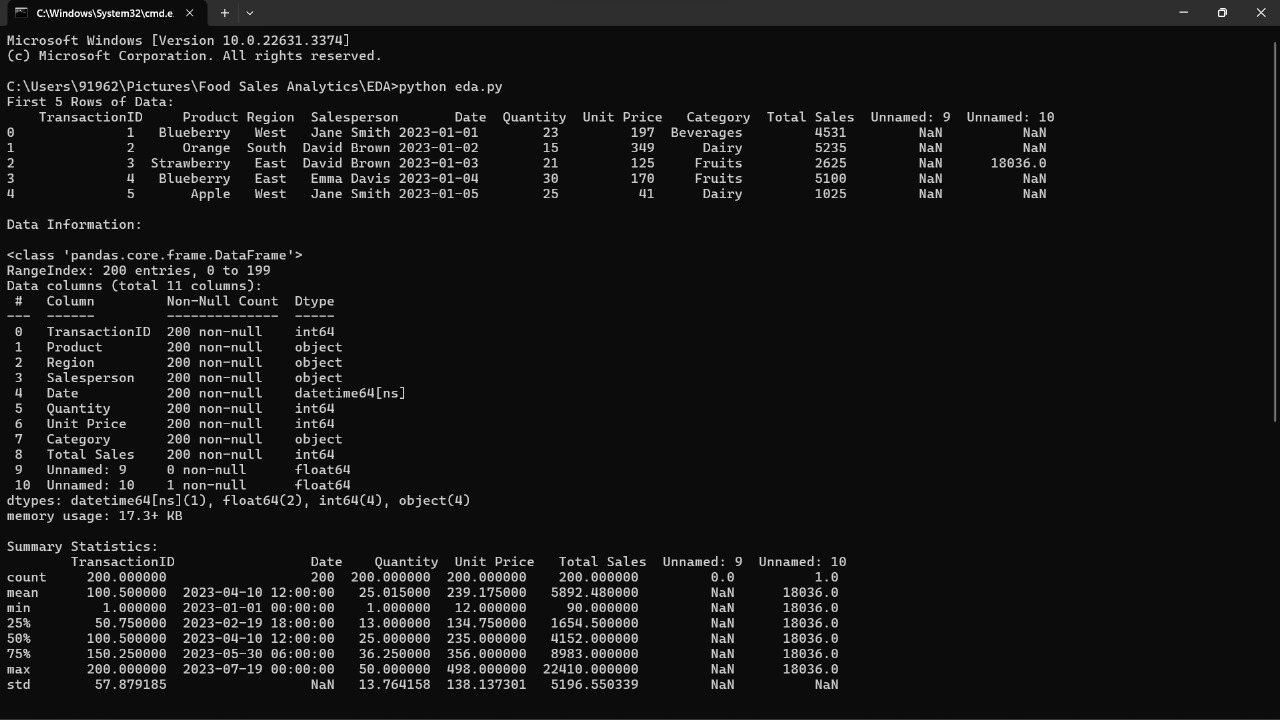 C:\Windows\System32\cmd.e
Microsoft Windows [Version 10.0.22631.3374]
(c) Microsoft Corporation. All rights reserved.
C:\Users\91962\Pictures\Food Sales Analytics\EDA>python eda.py
First 5 Rows of Data:
    TransactionID     Product Region  Salesperson       Date  Quantity  Unit Price   Category  Total Sales  Unnamed: 9  Unnamed: 10
0               1   Blueberry   West   Jane Smith 2023-01-01        23         197 Beverages         4531         NaN          NaN
1               2      Orange  South  David Brown 2023-01-02        15         349     Dairy         5235         NaN          NaN
2               3  Strawberry   East  David Brown 2023-01-03        21         125    Fruits         2625         NaN      18036.0
3               4   Blueberry   East   Emma Davis 2023-01-04        30         170    Fruits         5100         NaN          NaN
4               5       Apple   West   Jane Smith 2023-01-05        25          41     Dairy         1025         NaN          NaN
Data Information:
<class 'pandas.core.frame.DataFrame'>
RangeIndex: 200 entries, 0 to 199
Data columns (total 11 columns):
 #   Column         Non-Null Count  Dtype
---  ------         --------------  -----
 0   TransactionID  200 non-null    int64
 1   Product        200 non-null    object
 2   Region         200 non-null    object
 3   Salesperson    200 non-null    object
 4   Date           200 non-null    datetime64[ns]
 5   Quantity       200 non-null    int64
 6   Unit Price     200 non-null    int64
 7   Category       200 non-null    object
 8   Total Sales    200 non-null    int64
 9   Unnamed: 9     0 non-null      float64
 10  Unnamed: 10    1 non-null      float64
dtypes: datetime64[ns](1), float64(2), int64(4), object(4)
memory usage: 17.3+ KB
Summary Statistics:
        TransactionID                 Date    Quantity  Unit Price   Total Sales  Unnamed: 9  Unnamed: 10
count     200.000000                  200  200.000000  200.000000    200.000000         0.0          1.0
mean      100.500000  2023-04-10 12:00:00   25.015000  239.175000   5892.480000         NaN      18036.0
min         1.000000  2023-01-01 00:00:00    1.000000   12.000000     90.000000         NaN      18036.0
25%        50.750000  2023-02-19 18:00:00   13.000000  134.750000   1654.500000         NaN      18036.0
50%       100.500000  2023-04-10 12:00:00   25.000000  235.000000   4152.000000         NaN      18036.0
75%       150.250000  2023-05-30 06:00:00   36.250000  356.000000   8983.000000         NaN      18036.0
max       200.000000  2023-07-19 00:00:00   50.000000  498.000000  22410.000000         NaN      18036.0
std        57.879185                  NaN   13.764158  138.137301   5196.550339         NaN          NaN